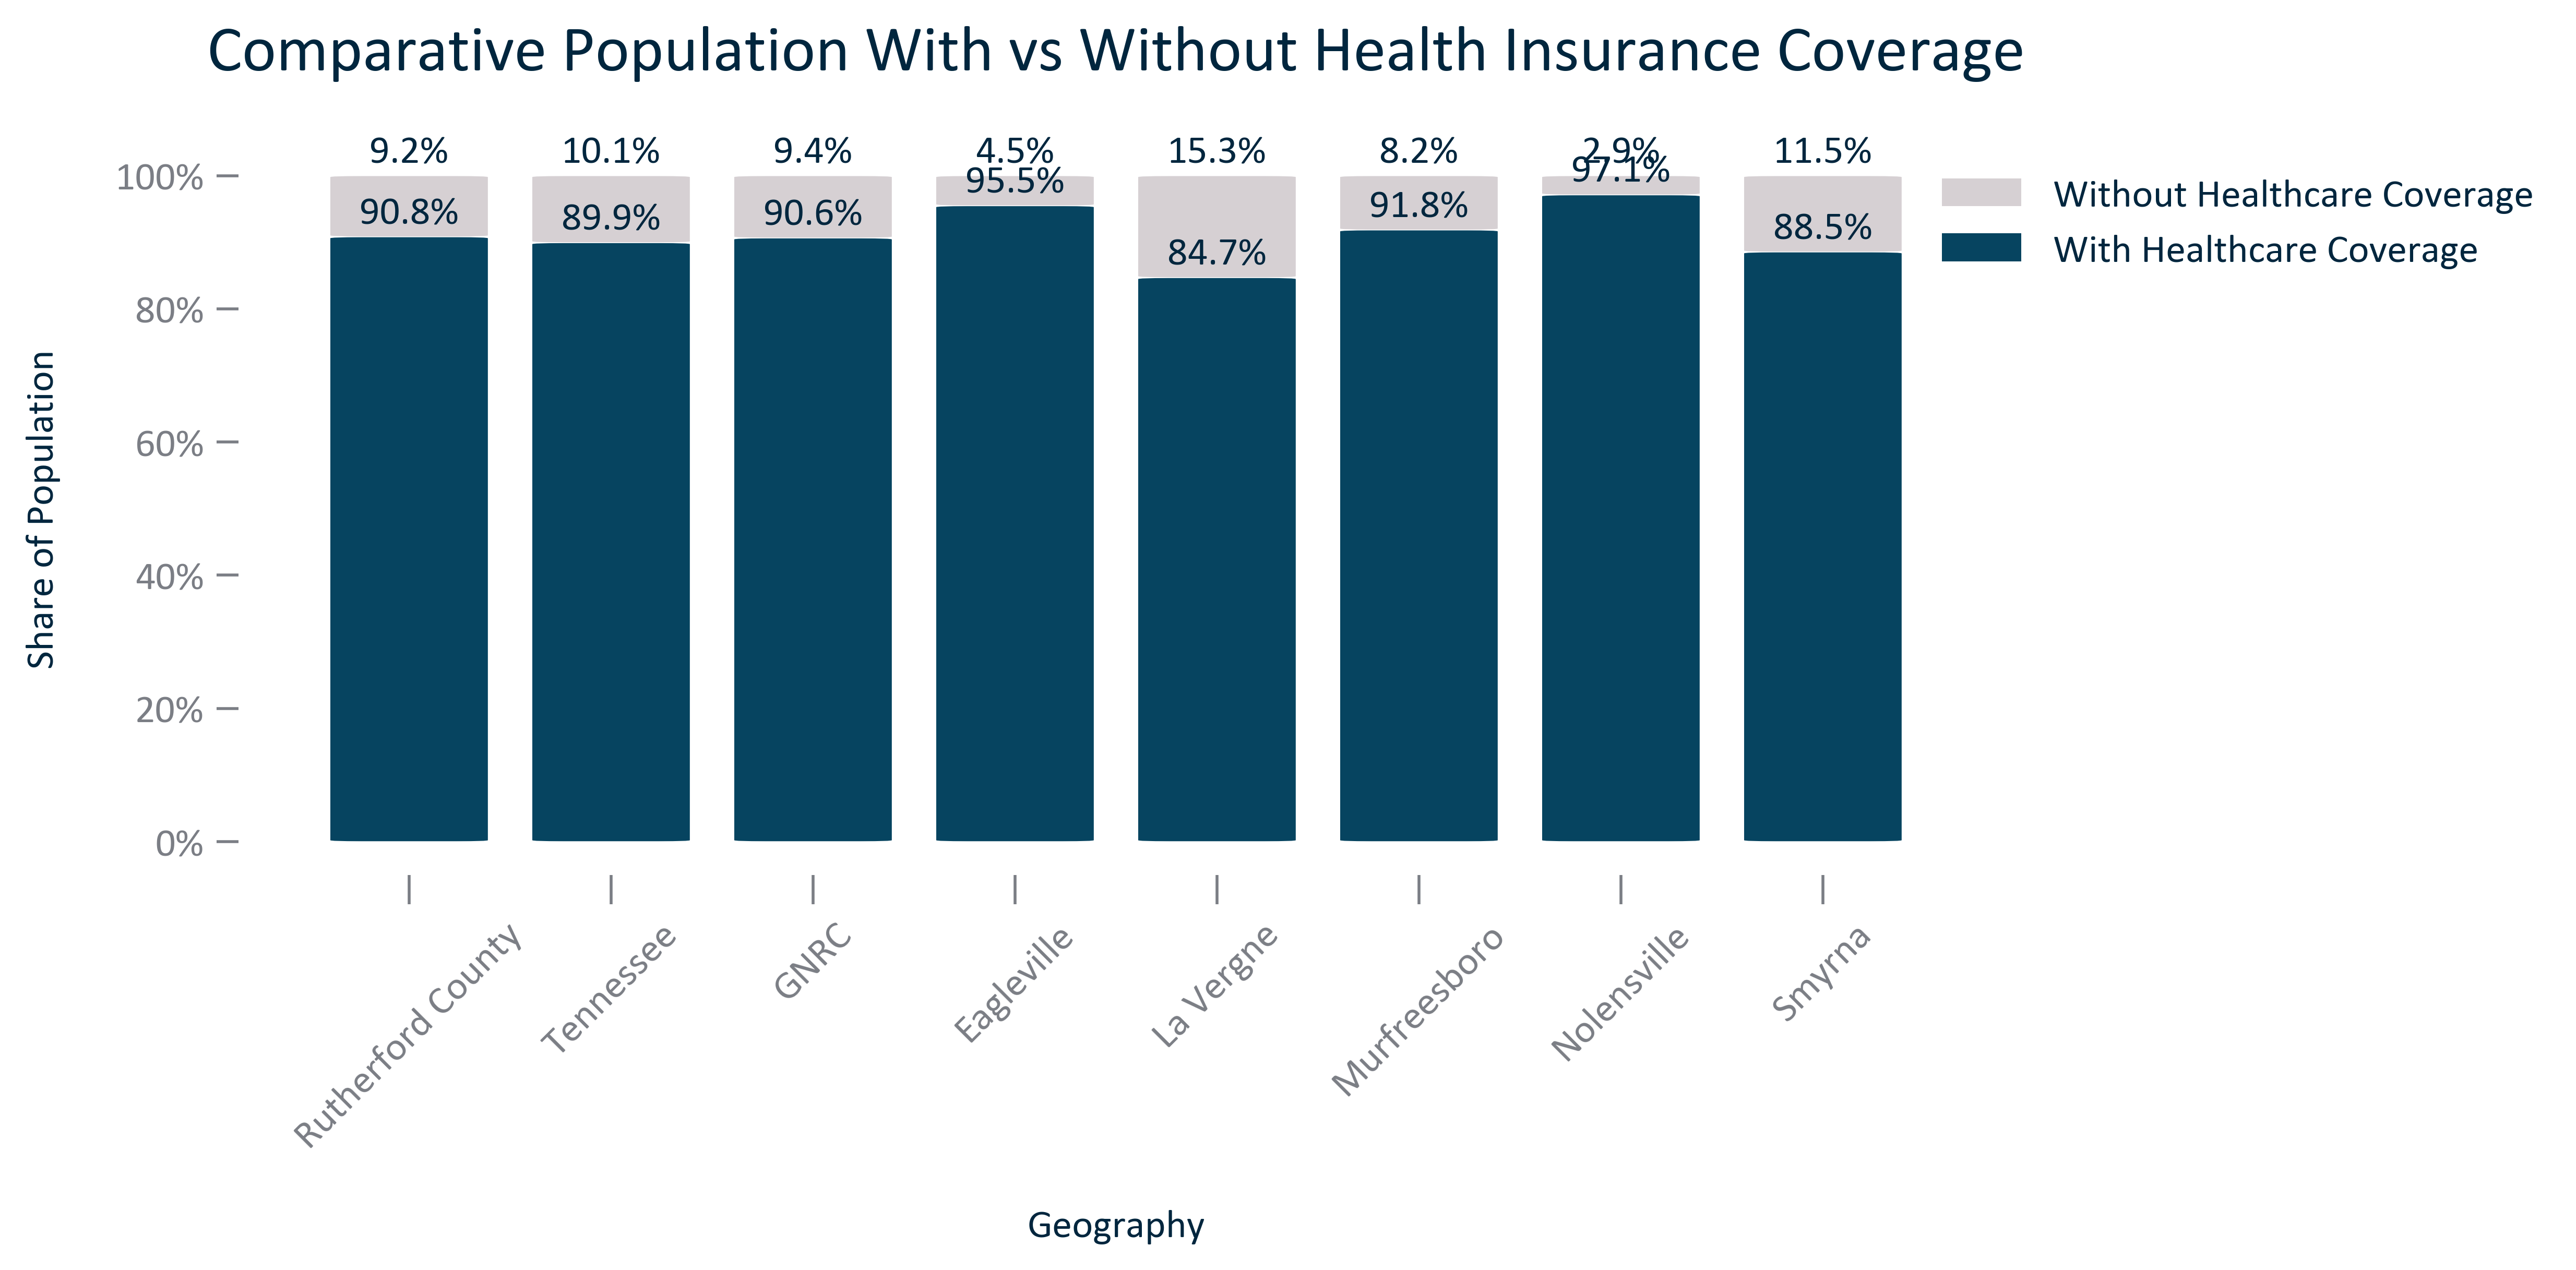 Comparative Population With vs Without Health Insurance Coverage
9.2% 10.1% 9.4% 4.5% 15.3% 8.2% 2.9% 11.5%
90.8% 89.9% 90.6% 95.5% 84.7% 91.8% 97.1% 88.5%
100%
80%
60%
40%
20%
0%
Share of Population
Without Healthcare Coverage
With Healthcare Coverage
Rutherford County
Tennessee
GNRC
Eagleville
La Vergne
Murfreesboro
Nolensville
Smyrna
Geography